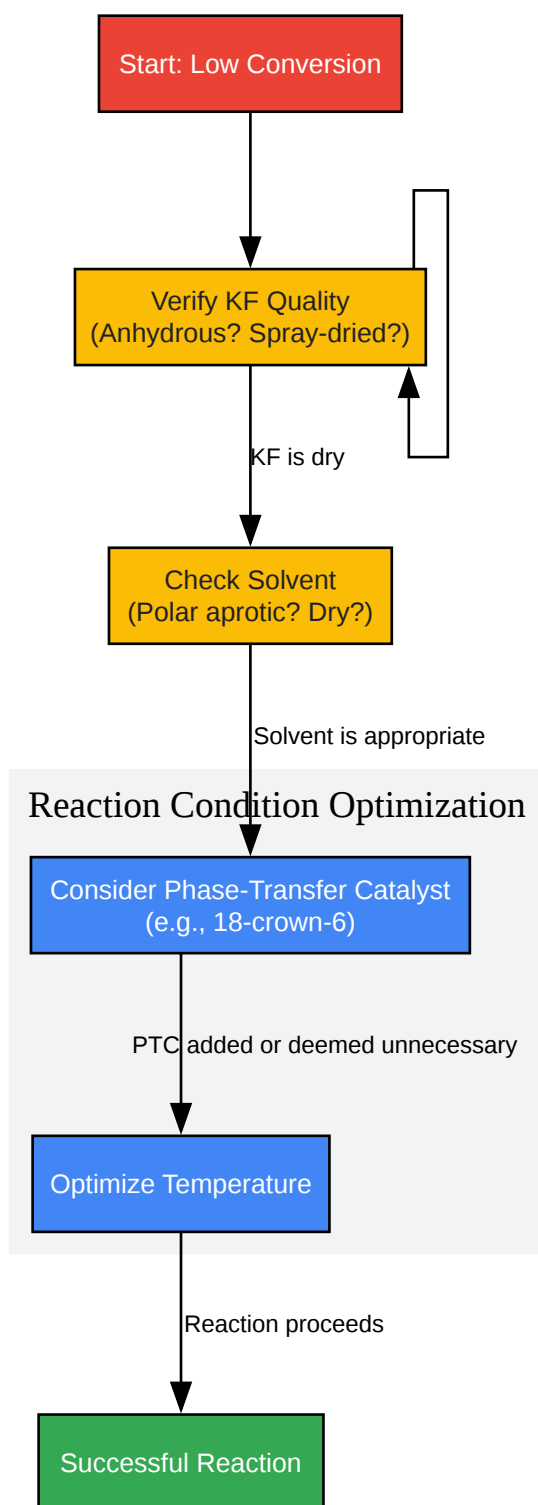 Start: Low Conversion
Verify KF Quality
(Anhydrous? Spray-dried?)
KF is dry
Check Solvent
(Polar aprotic? Dry?)
Solvent is appropriate
Reaction Condition Optimization
Consider Phase-Transfer Catalyst
(e.g., 18-crown-6)
PTC added or deemed unnecessary
Optimize Temperature
Reaction proceeds
Successful Reaction